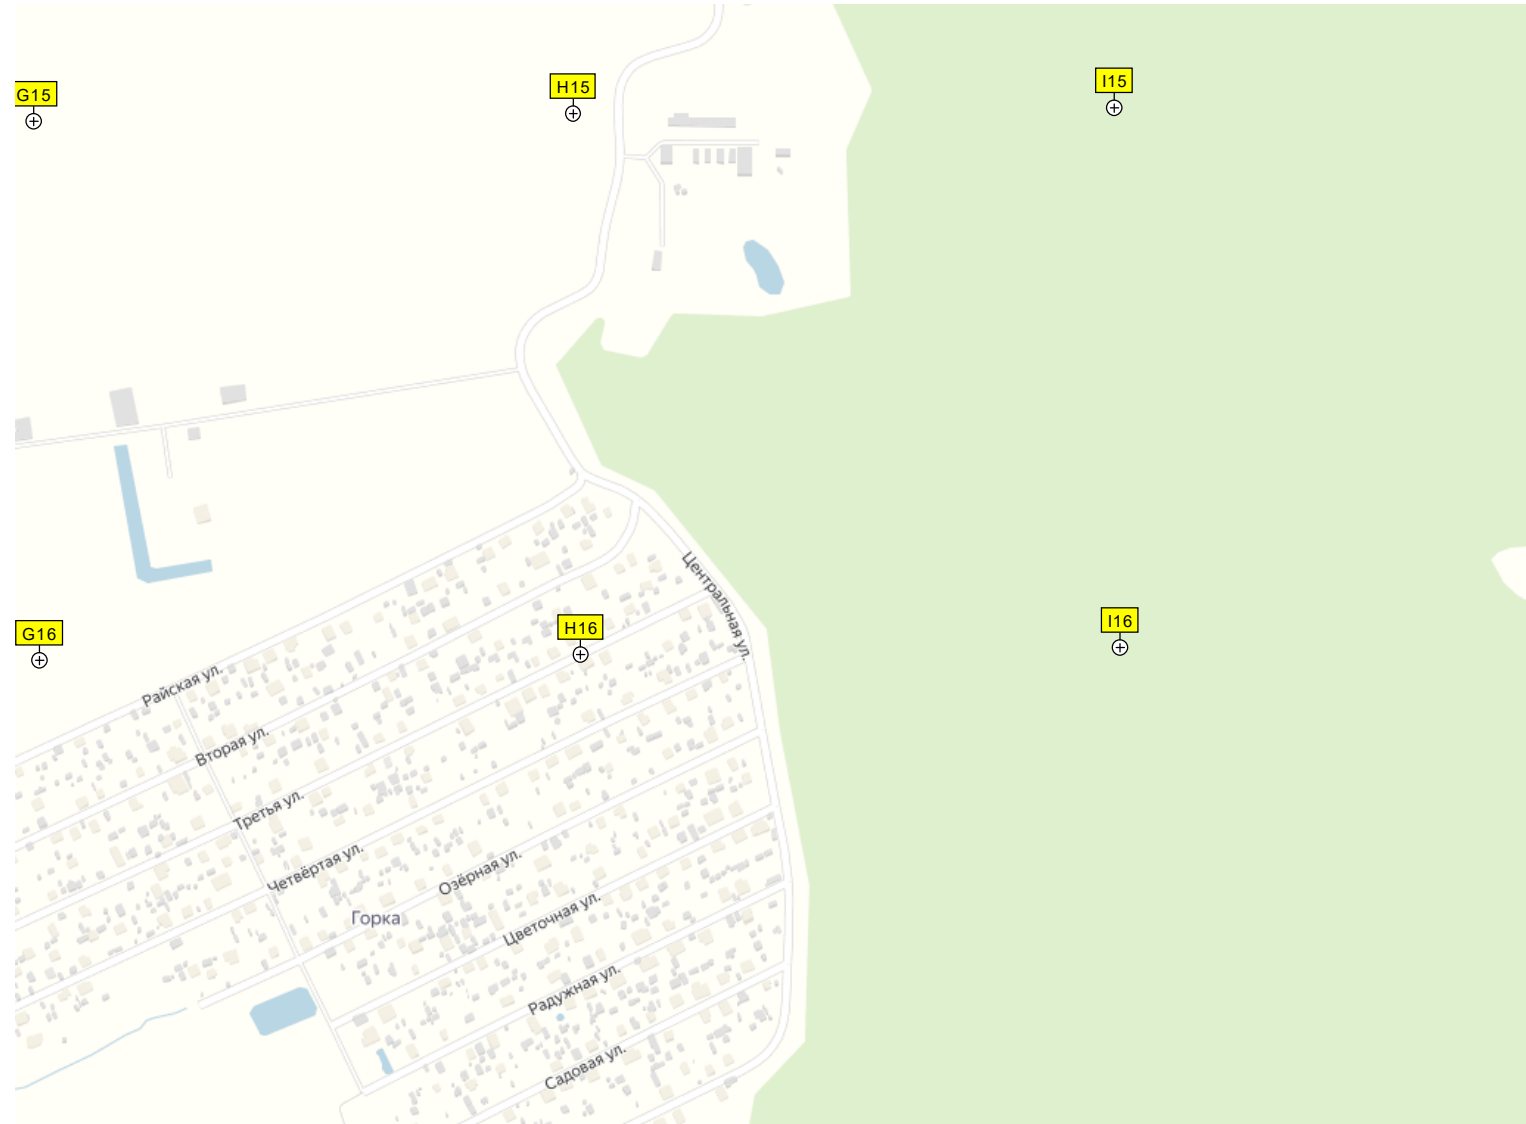 G15
H15
I15
Центральная ул.
G16
H16
I16
Райская ул.
Вторая ул.
Третья ул.
Четвёртая ул.
Озёрная ул.
Горка
Цветочная ул.
Радужная ул.
Садовая ул.